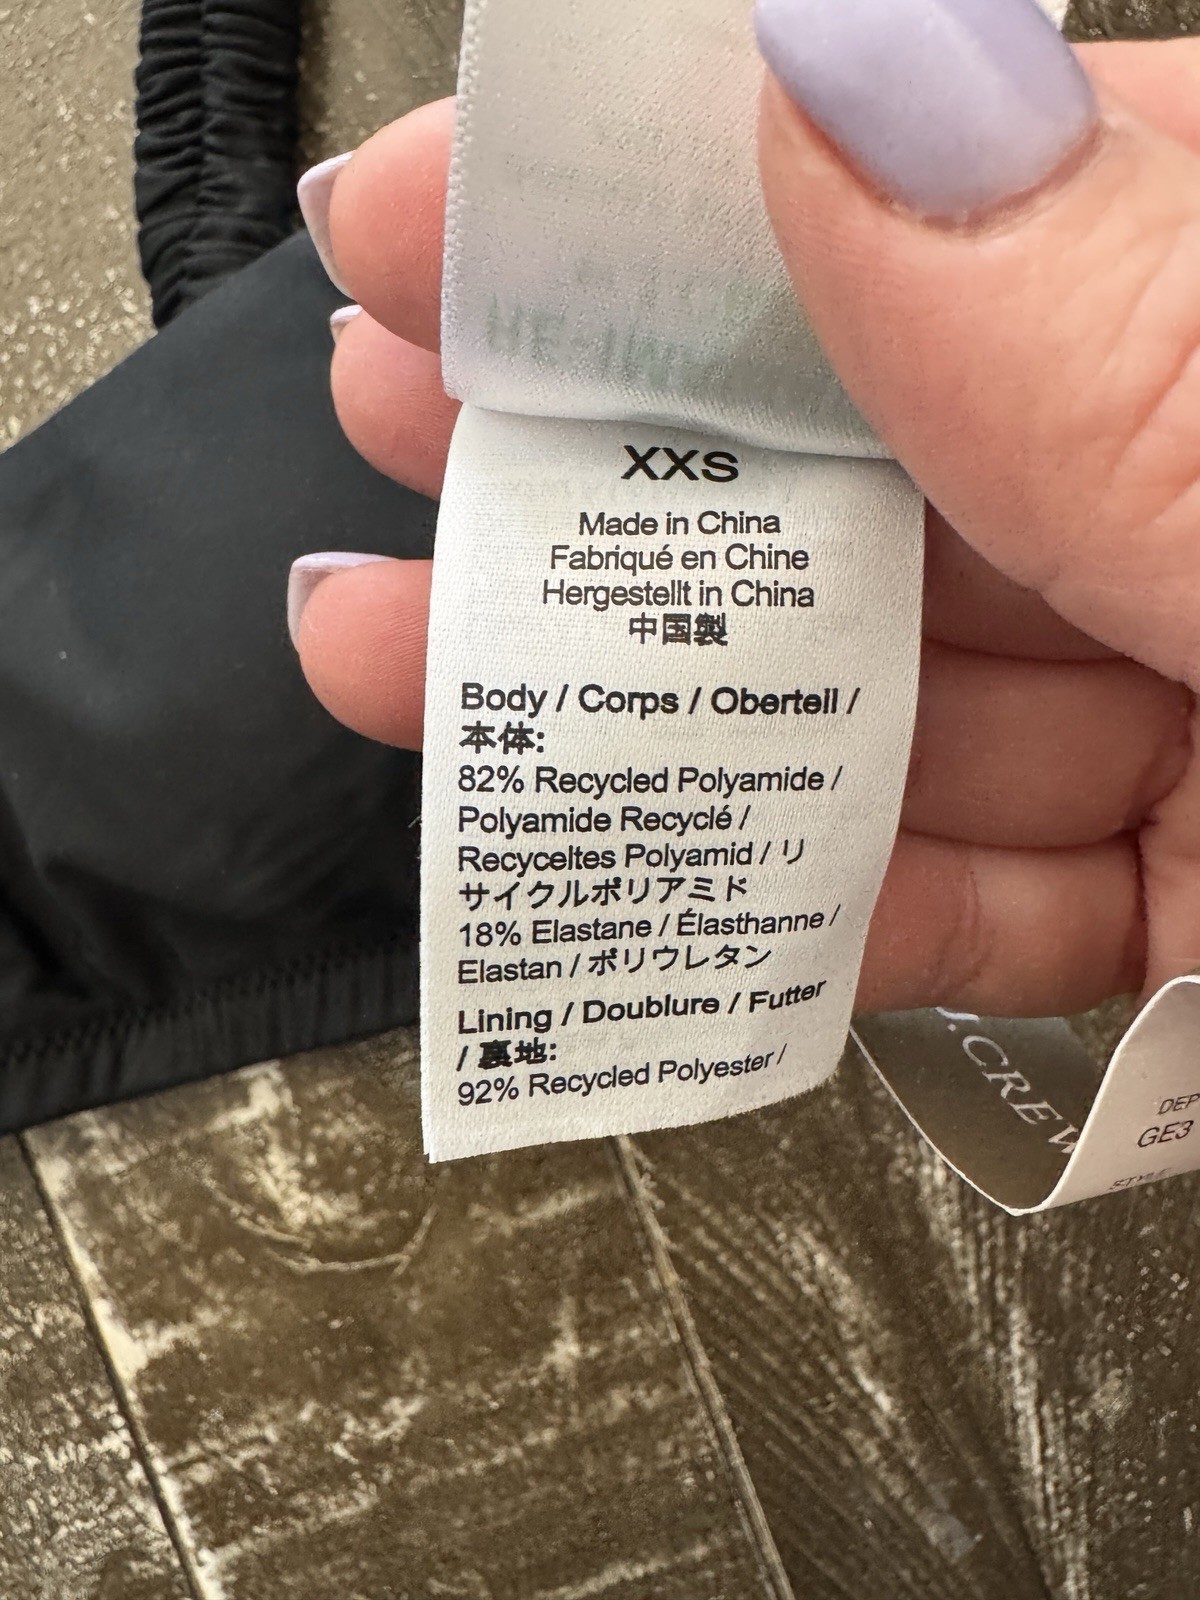 XXS
Made in China
Fabriqué en Chine
Hergestellt in China
中国製
Body / Corps / Oberteil /
本体:
82% Recycled Polyamide /
Polyamide Recyclé /
Recyceltes Polyamid / リ
サイクルポリアミド
18% Elastane / Élasthanne /
Elastan / ポリウレタン
Lining / Doublure / Futter
/ 裏地:
92% Recycled Polyester /
J.CREW
GE3
STYLE